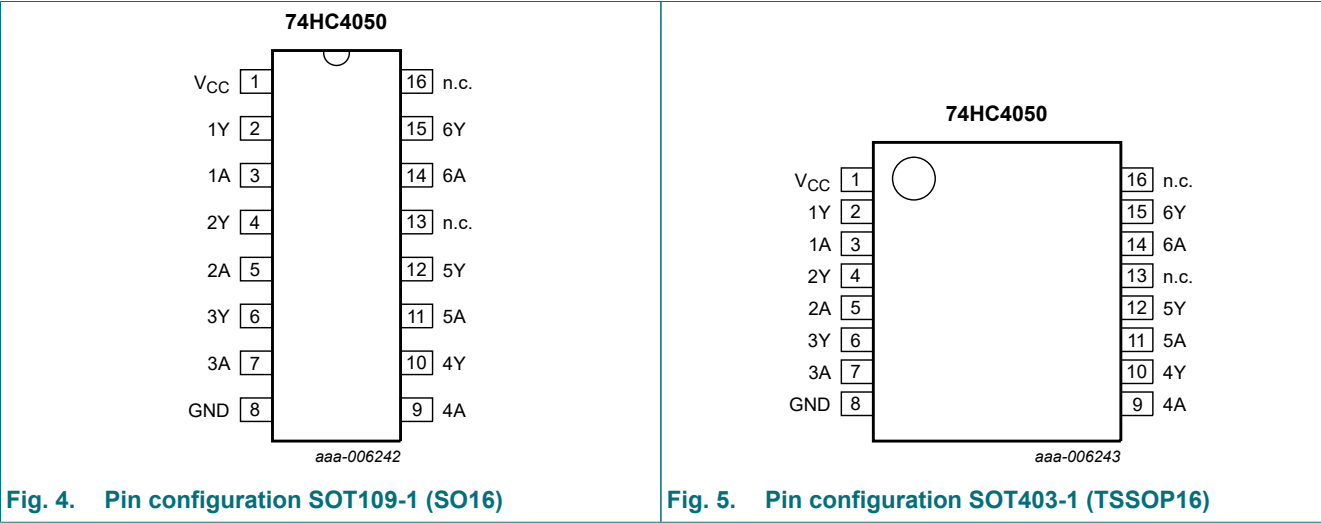 74HC4050
VCC 1 16 n.c.
1Y 2 15 6Y
1A 3 14 6A
2Y 4 13 n.c.
2A 5 12 5Y
3Y 6 11 5A
3A 7 10 4Y
GND 8 9 4A
aaa-006242
Fig. 4. Pin configuration SOT109-1 (SO16)
74HC4050
VCC 1 16 n.c.
1Y 2 15 6Y
1A 3 14 6A
2Y 4 13 n.c.
2A 5 12 5Y
3Y 6 11 5A
3A 7 10 4Y
GND 8 9 4A
aaa-006243
Fig. 5. Pin configuration SOT403-1 (TSSOP16)